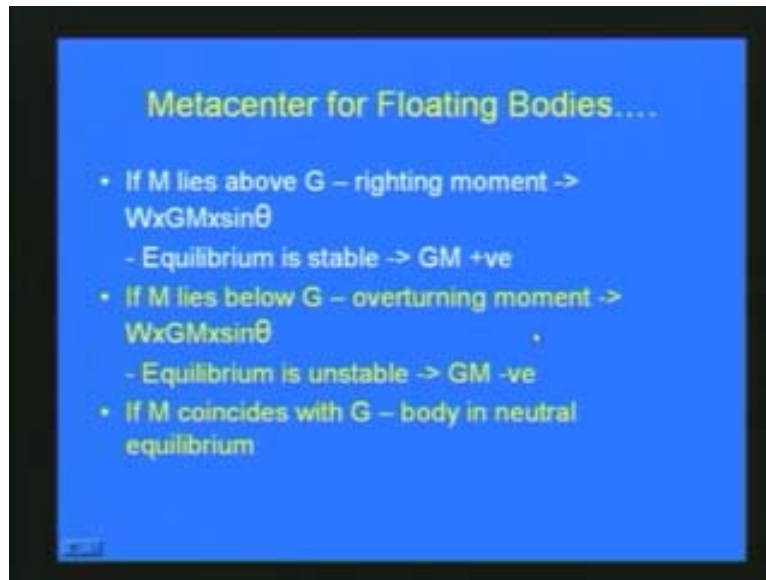 Metacenter for Floating Bodies....
• If M lies above G – righting moment ->
WxGMxsinθ
- Equilibrium is stable -> GM +ve
• If M lies below G – overturning moment ->
WxGMxsinθ
- Equilibrium is unstable -> GM -ve
• If M coincides with G – body in neutral
equilibrium